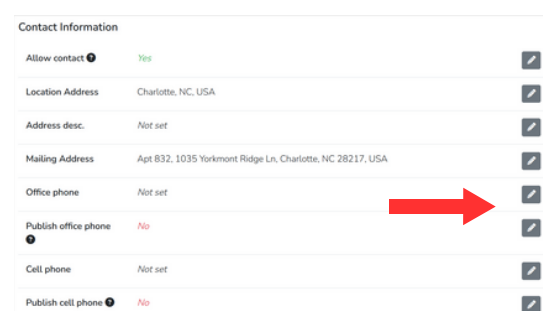 Contact Information
Allow contact ? Yes
Location Address Charlotte, NC, USA
Address desc. Not set
Mailing Address Apt 832, 1035 Yorkmont Ridge Ln, Charlotte, NC 28217, USA
Office phone Not set
Publish office phone No
?
Cell phone Not set
Publish cell phone ? No